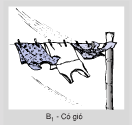 B₁ - Có gió